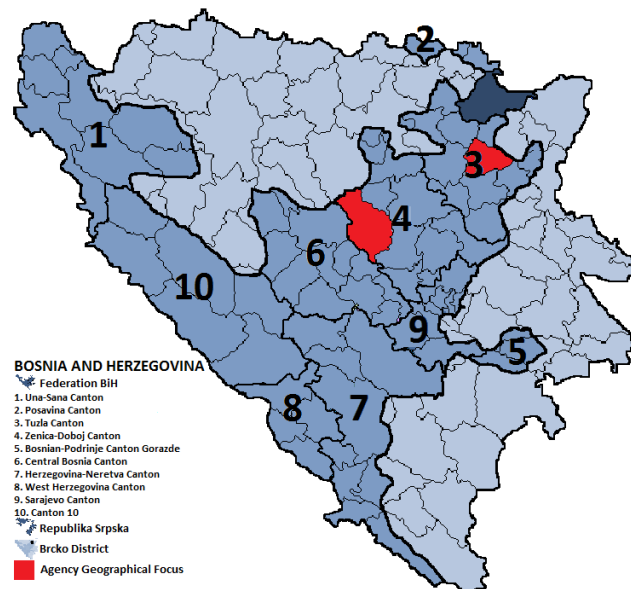 2
1
3
4
6
10
9
5
8
7
BOSNIA AND HERZEGOVINA
Federation BiH
1. Una-Sana Canton
2. Posavina Canton
3. Tuzla Canton
4. Zenica-Doboj Canton
5. Bosnian-Podrinje Canton Gorazde
6. Central Bosnia Canton
7. Herzegovina-Neretva Canton
8. West Herzegovina Canton
9. Sarajevo Canton
10. Canton 10
Republika Srpska
Brcko District
Agency Geographical Focus